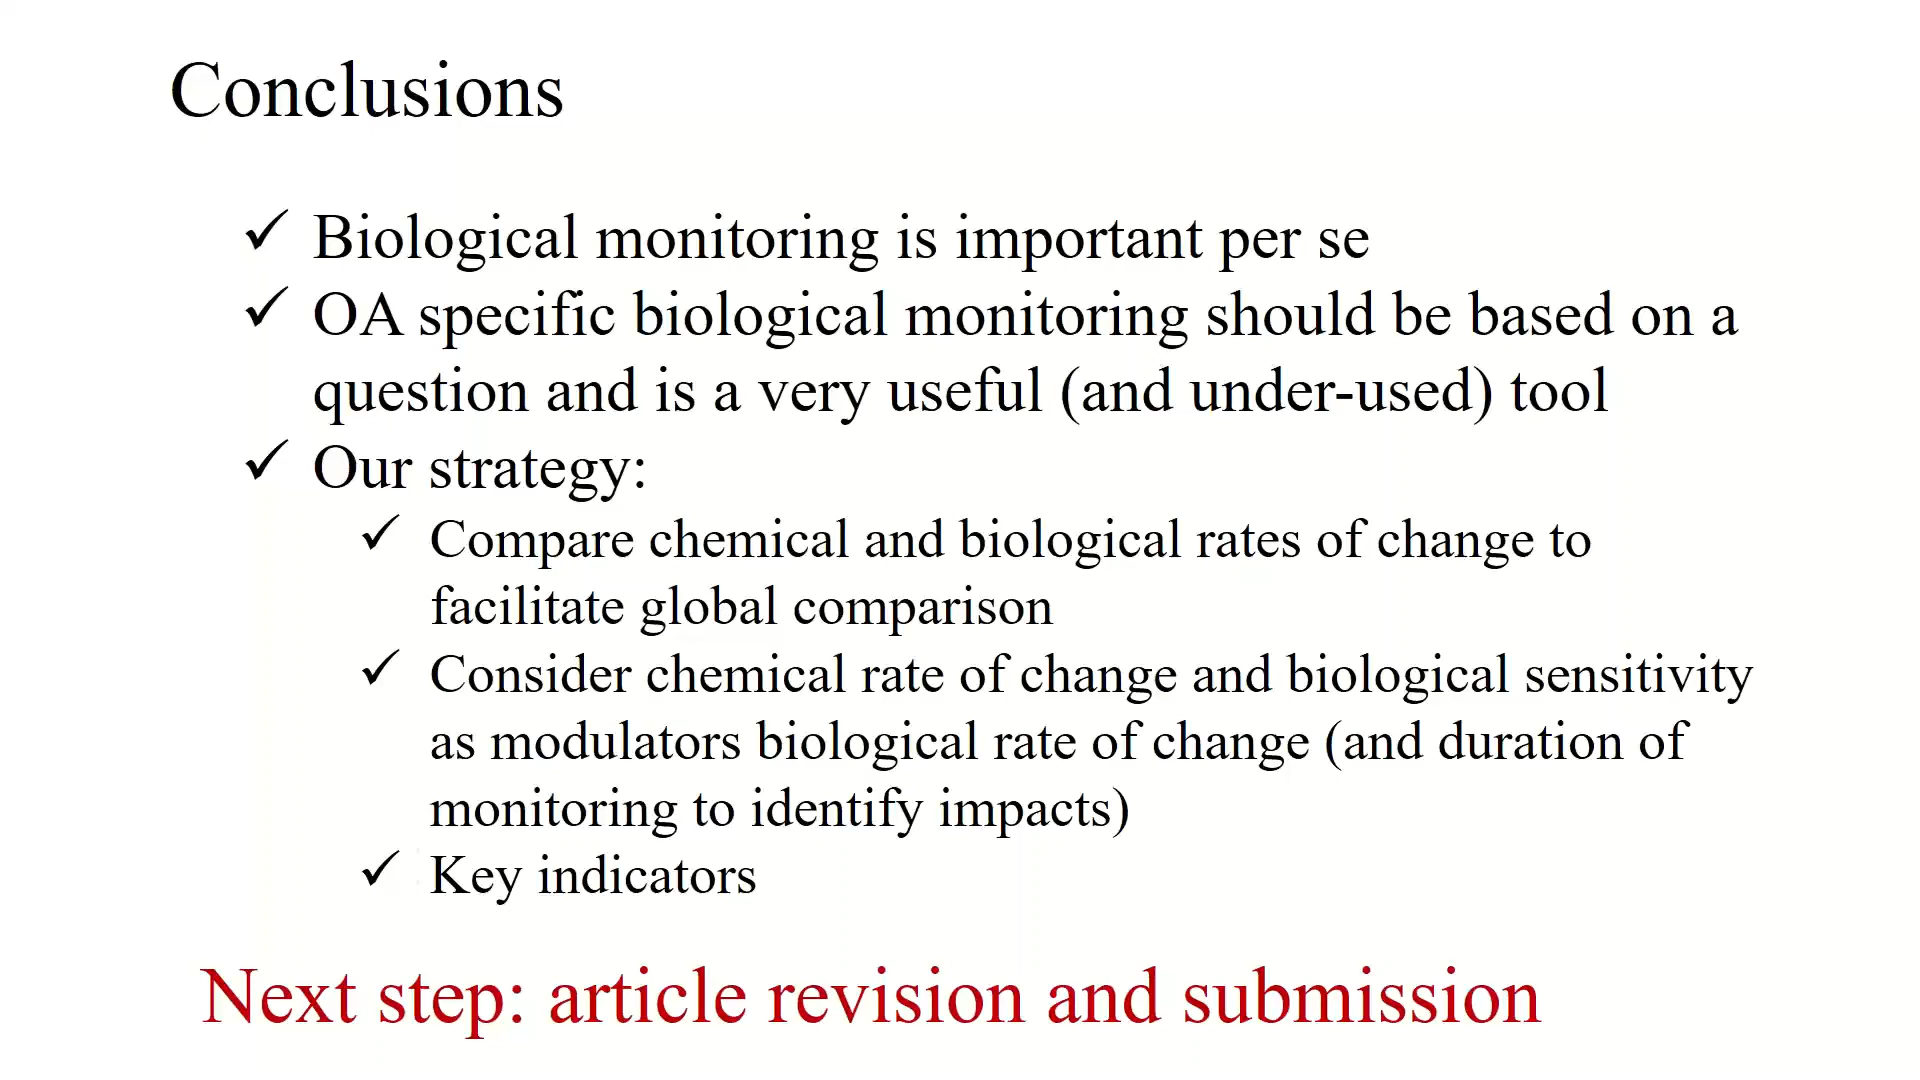 Conclusions
✓ Biological monitoring is important per se
✓ OA specific biological monitoring should be based on a
question and is a very useful (and under-used) tool
✓ Our strategy:
✓ Compare chemical and biological rates of change to
facilitate global comparison
✓ Consider chemical rate of change and biological sensitivity
as modulators biological rate of change (and duration of
monitoring to identify impacts)
✓ Key indicators
Next step: article revision and submission